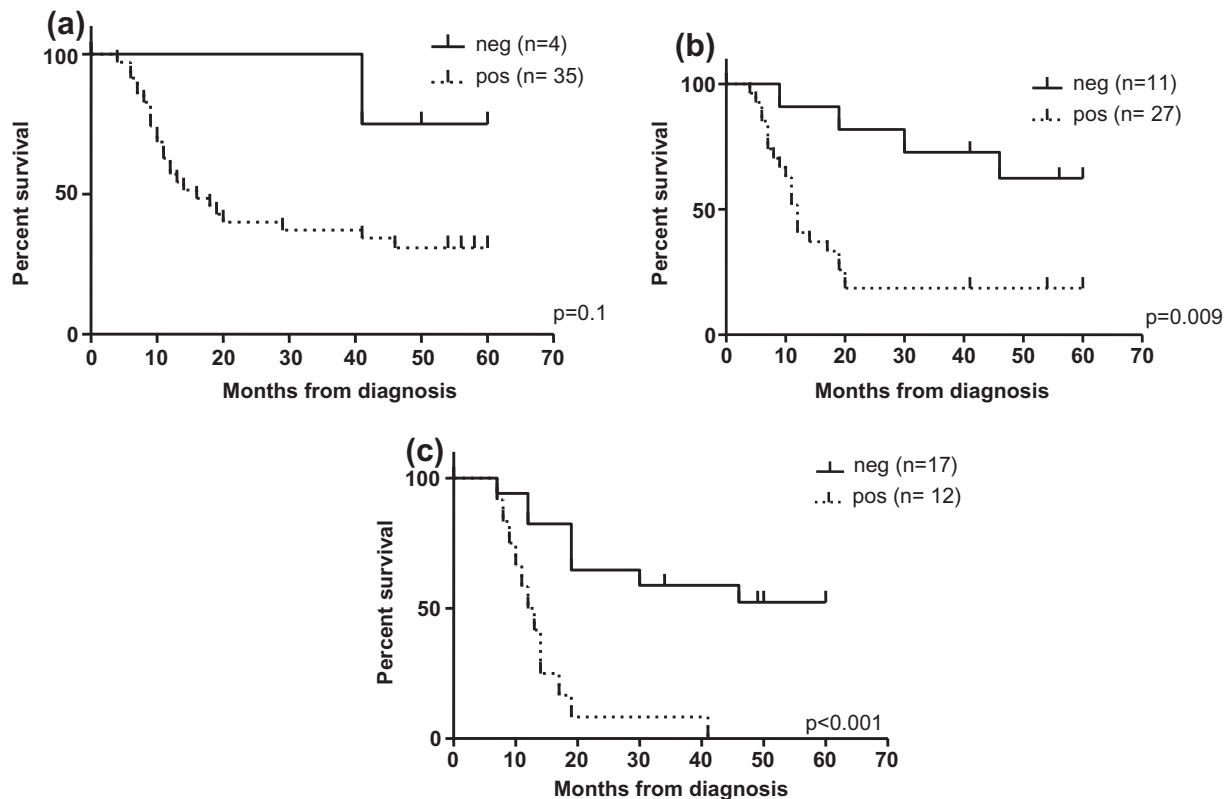 (a)
neg (n=4)
pos (n= 35)
100
50
0
Percent survival
0 10 20 30 40 50 60 70
Months from diagnosis
p=0.1
(b)
neg (n=11)
pos (n= 27)
100
50
0
Percent survival
0 10 20 30 40 50 60 70
Months from diagnosis
p=0.009
(c)
neg (n=17)
pos (n= 12)
100
50
0
Percent survival
0 10 20 30 40 50 60 70
Months from diagnosis
p<0.001